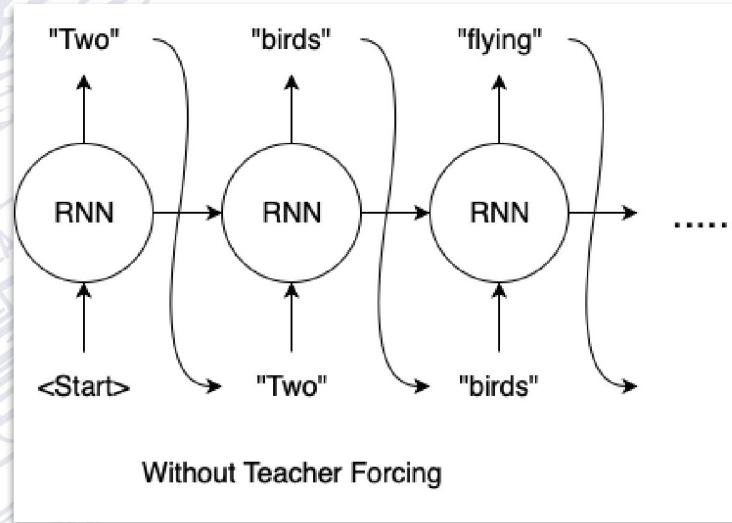 "Two" "birds" "flying"
RNN RNN RNN .....
<Start> "Two" "birds"
Without Teacher Forcing